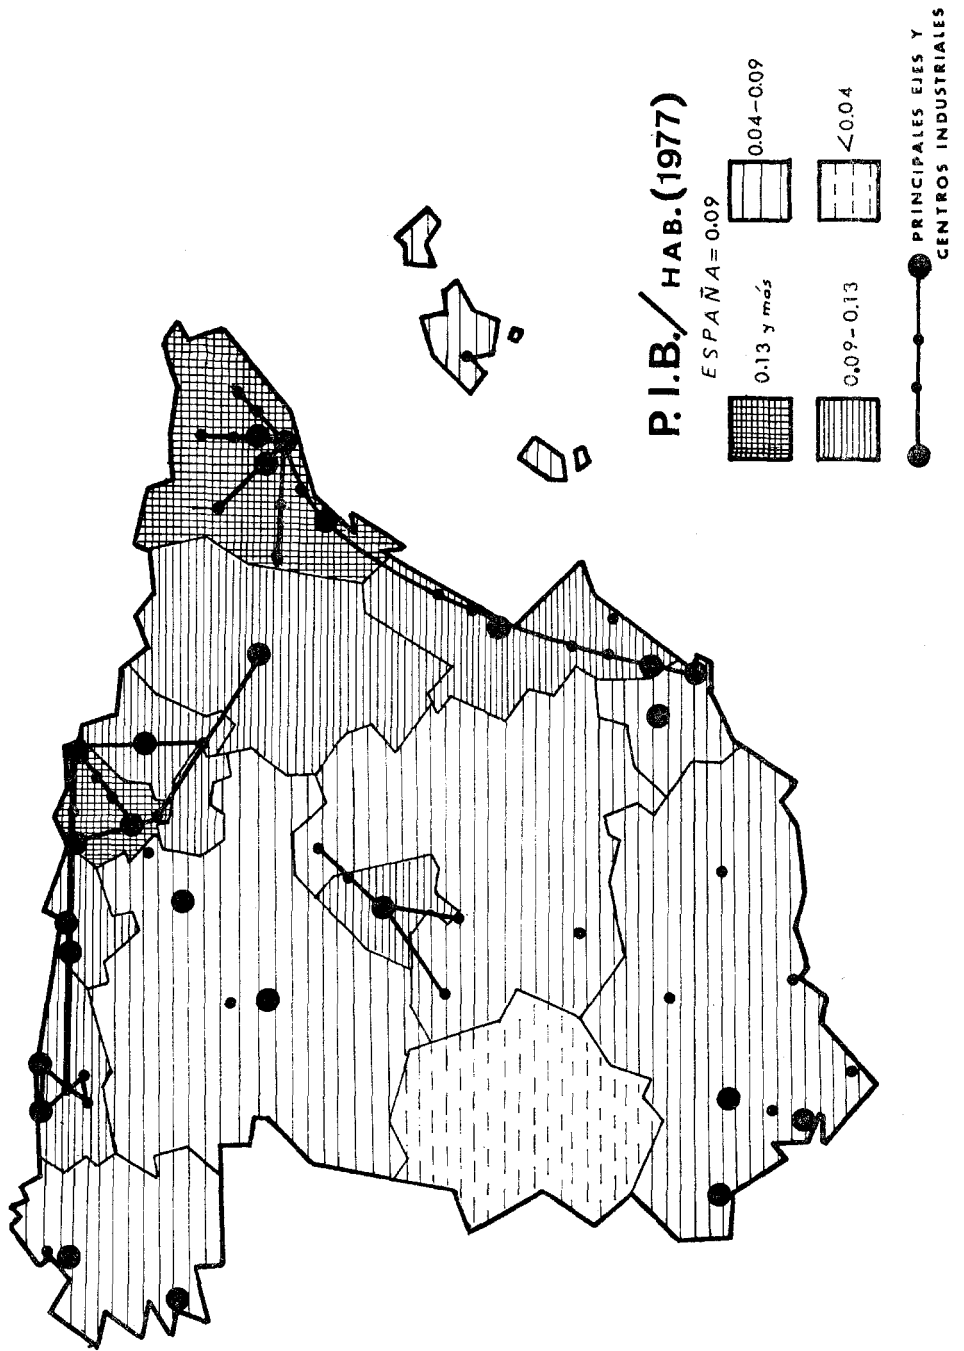 P.I.B./HAB.(1977)
ESPAÑA=0.09
0.13 y más
0.04-0.09
0.09-0.13
<0.04
PRINCIPALES EJES Y
CENTROS INDUSTRIALES